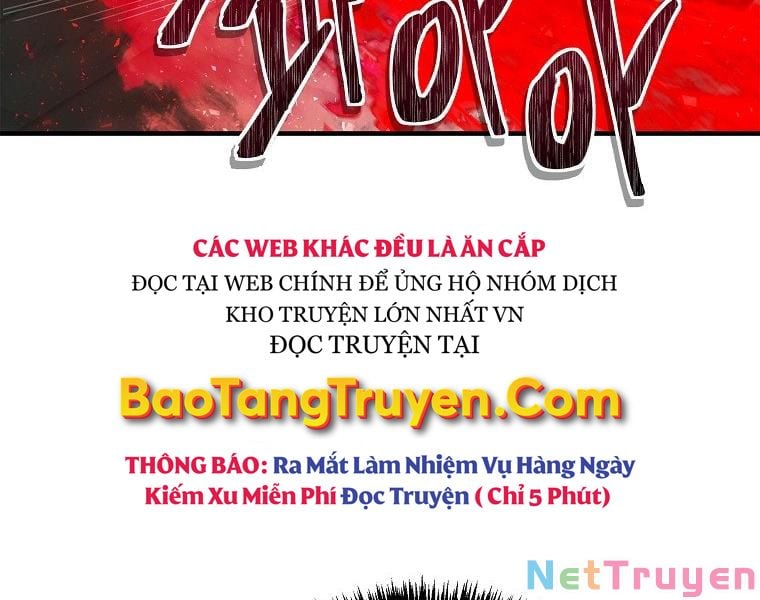 CÁC WEB KHÁC ĐỀU LÀ ĂN CẮP
ĐỌC TẠI WEB CHÍNH ĐỂ ỦNG HỘ NHÓM DỊCH
KHO TRUYỆN LỚN NHẤT VN
ĐỌC TRUYỆN TẠI
BaoTangTruyen.Com
THÔNG BÁO: Ra Mắt Làm Nhiệm Vụ Hàng Ngày
Kiếm Xu Miễn Phí Đọc Truyện ( Chỉ 5 Phút)
NetTruyen